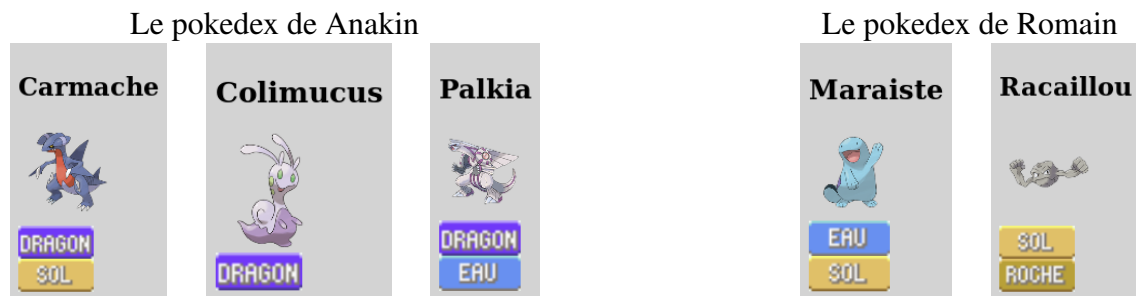 Le pokedex de Anakin
Carmache
DRAGON
SOL
Colimucus
DRAGON
Palkia
DRAGON
EAU
Le pokedex de Romain
Maraiste
EAU
SOL
Racaillou
SOL
ROCHE